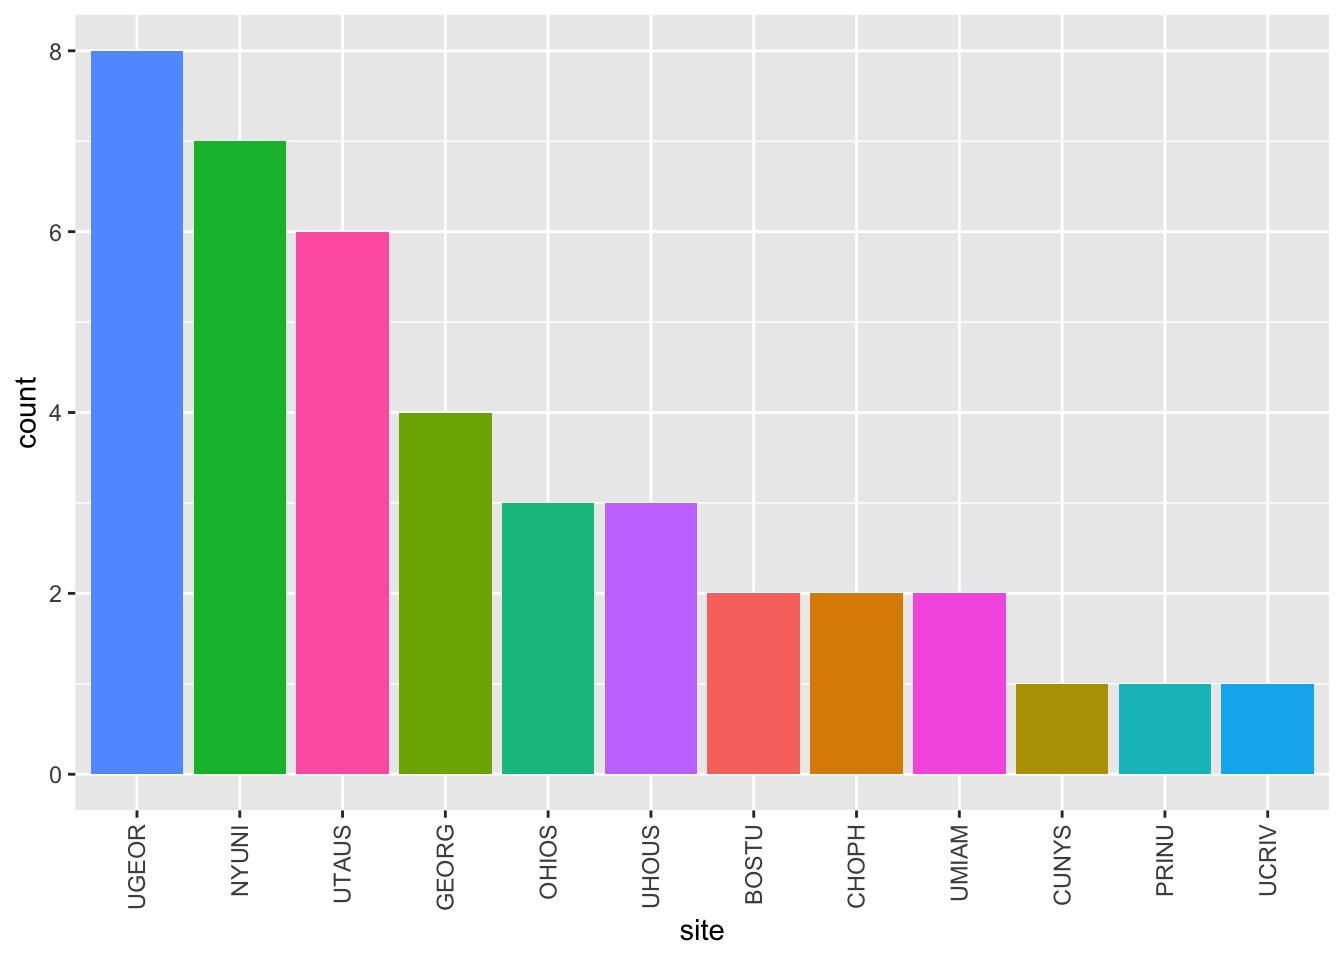 8
6
4
2
0
count
UGEOR
NYUNI
UTAUS
GEORG
OHIOS
UHOUS
BOSTU
CHOPH
UMIAM
CUNYS
PRINU
UCRIV
site